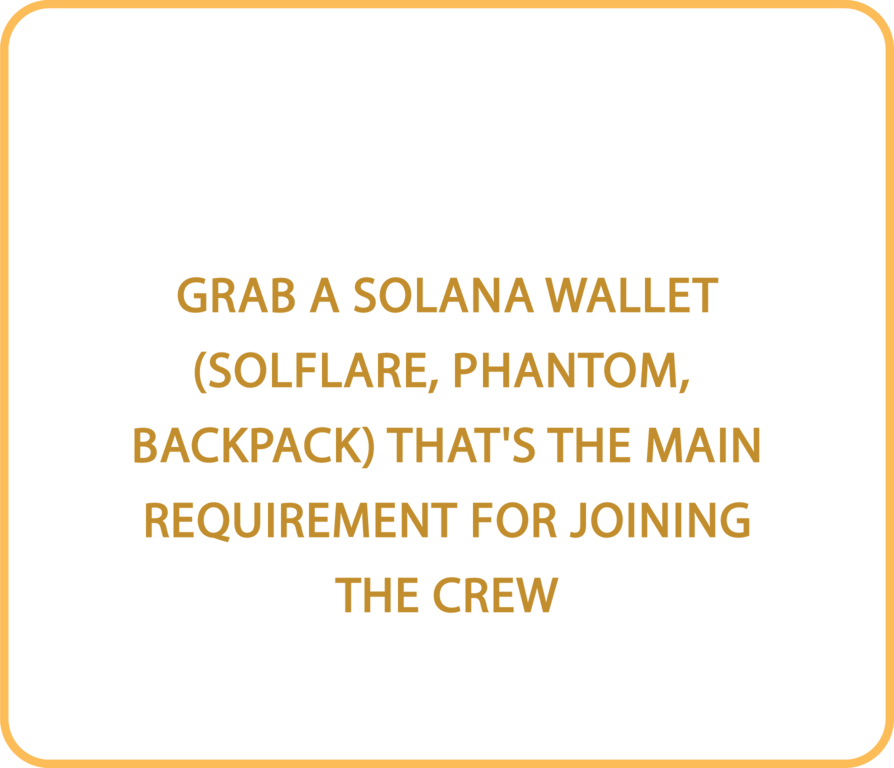 GRAB A SOLANA WALLET
(SOLFLARE, PHANTOM,
BACKPACK) THAT'S THE MAIN
REQUIREMENT FOR JOINING
THE CREW